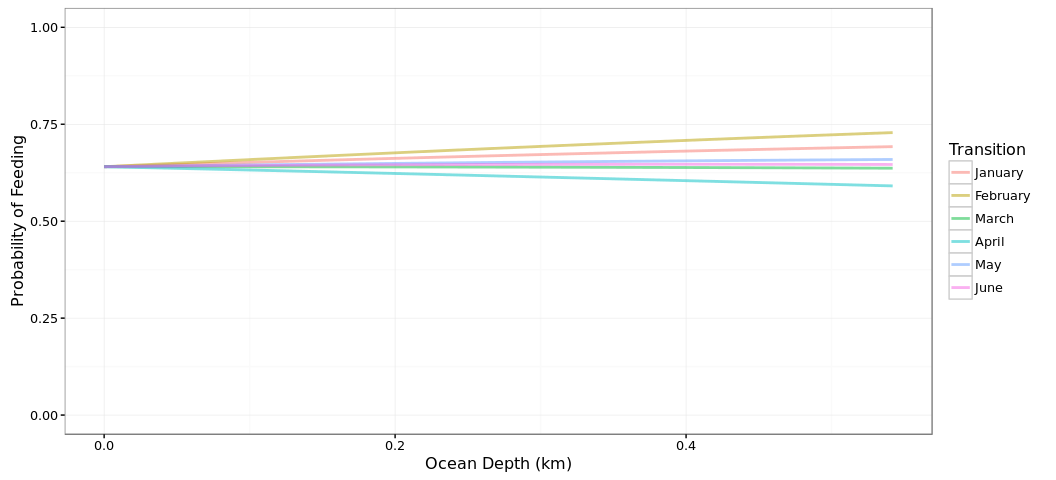 1.00
0.75
0.50
0.25
0.00
Probability of Feeding
0.0
0.2
0.4
Ocean Depth (km)
Transition
January
February
March
April
May
June